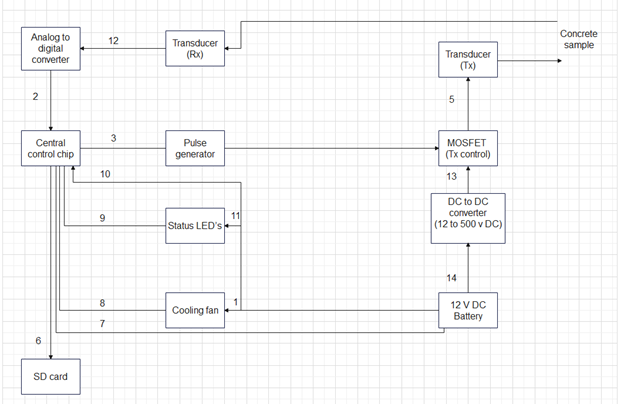 Analog to
digital
converter
12
Transducer
(Rx)
Concrete
sample
Transducer
(Tx)
2
5
Central
control chip
3
Pulse
generator
MOSFET
(Tx control)
10
13
DC to DC
converter
(12 to 500 v DC)
9
Status LED's
11
14
8
Cooling fan
1
12 V DC
Battery
7
6
SD card